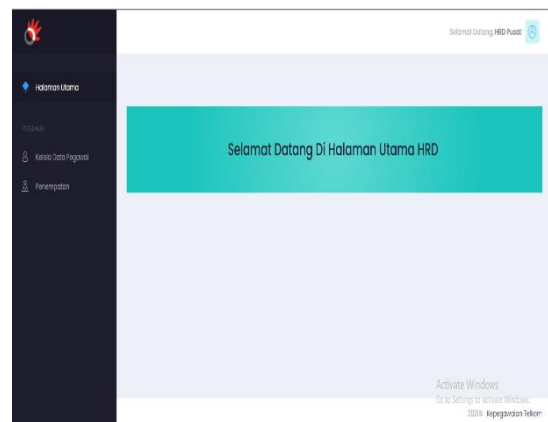 Selamat Datang, HRD Pusat
Halaman Utama
PEGAWAI
Kelola Data Pegawai
Penempatan
Selamat Datang Di Halaman Utama HRD
Activate Windows
Go to Settings to activate Windows.
2021© Kepegawaian Telkom